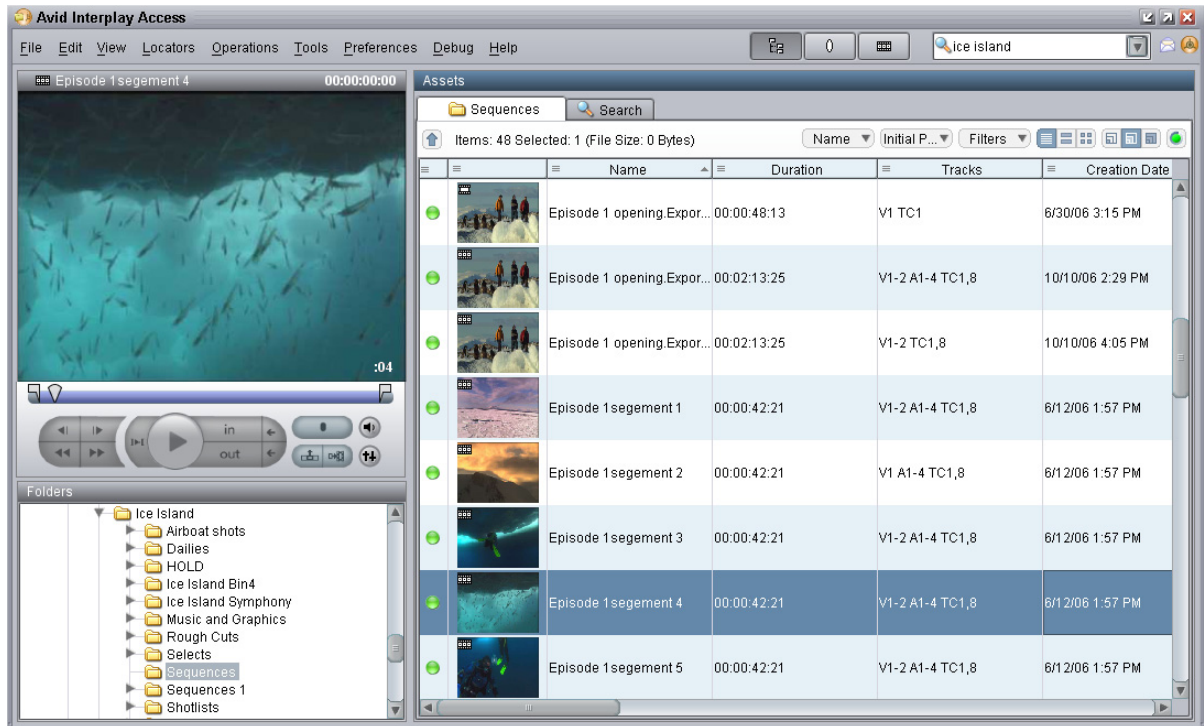 Avid Interplay Access
File Edit View Locators Operations Tools Preferences Debug Help
0
ice island
Episode 1segement 4 00:00:00:00
:04
in
out
Folders
Ice Island
Airboat shots
Dailies
HOLD
Ice Island Bin4
Ice Island Symphony
Music and Graphics
Rough Cuts
Selects
Sequences
Sequences 1
Shotlists
Assets
Sequences Search
Items: 48 Selected: 1 (File Size: 0 Bytes) Name Initial P... Filters
Name Duration Tracks Creation Date
Episode 1 opening.Expor... 00:00:48:13 V1 TC1 6/30/06 3:15 PM
Episode 1 opening.Expor... 00:02:13:25 V1-2 A1-4 TC1,8 10/10/06 2:29 PM
Episode 1 opening.Expor... 00:02:13:25 V1-2 TC1,8 10/10/06 4:05 PM
Episode 1segement 1 00:00:42:21 V1-2 A1-4 TC1,8 6/12/06 1:57 PM
Episode 1segement 2 00:00:42:21 V1 A1-4 TC1,8 6/12/06 1:57 PM
Episode 1segement 3 00:00:42:21 V1-2 A1-4 TC1,8 6/12/06 1:57 PM
Episode 1segement 4 00:00:42:21 V1-2 A1-4 TC1,8 6/12/06 1:57 PM
Episode 1segement 5 00:00:42:21 V1-2 A1-4 TC1,8 6/12/06 1:57 PM